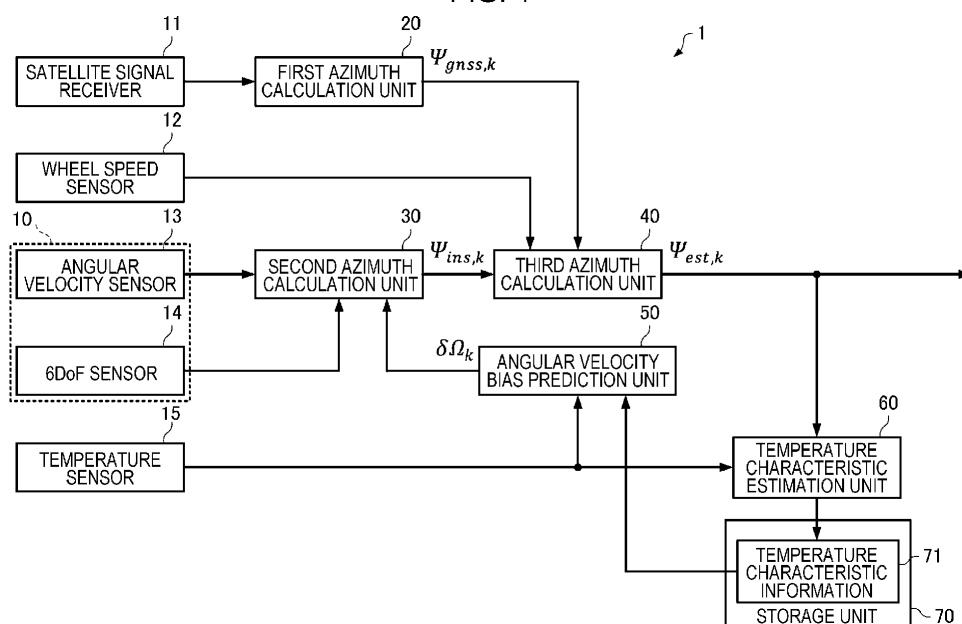 11
SATELLITE SIGNAL
RECEIVER
20
FIRST AZIMUTH
CALCULATION UNIT
Ψgnss,k
1
12
WHEEL SPEED
SENSOR
10
13
ANGULAR
VELOCITY SENSOR
30
SECOND AZIMUTH
CALCULATION UNIT
Ψins,k
40
THIRD AZIMUTH
CALCULATION UNIT
Ψest,k
14
6DoF SENSOR
δΩk
50
ANGULAR VELOCITY
BIAS PREDICTION UNIT
15
TEMPERATURE
SENSOR
60
TEMPERATURE
CHARACTERISTIC
ESTIMATION UNIT
TEMPERATURE
CHARACTERISTIC
INFORMATION
71
STORAGE UNIT
70